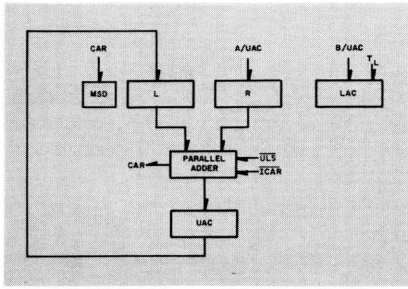 CAR
A/UAC
B/UAC
T_L
MSD
L
R
LAC
CAR
PARALLEL
ADDER
ULS
ICAR
UAC